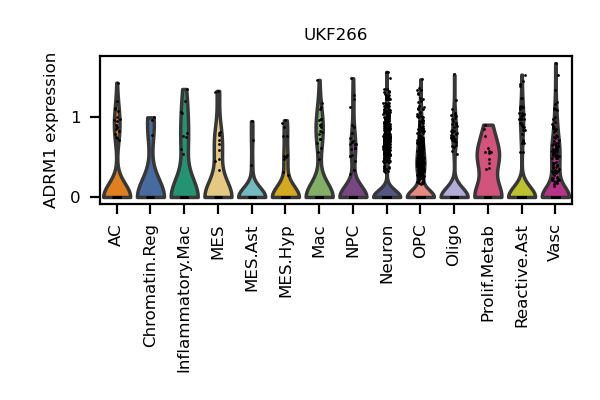 UKF266
ADRM1 expression
1
0
AC
Chromatin.Reg
Inflammatory.Mac
MES
MES.Ast
MES.Hyp
Mac
NPC
Neuron
OPC
Oligo
Prolif.Metab
Reactive.Ast
Vasc